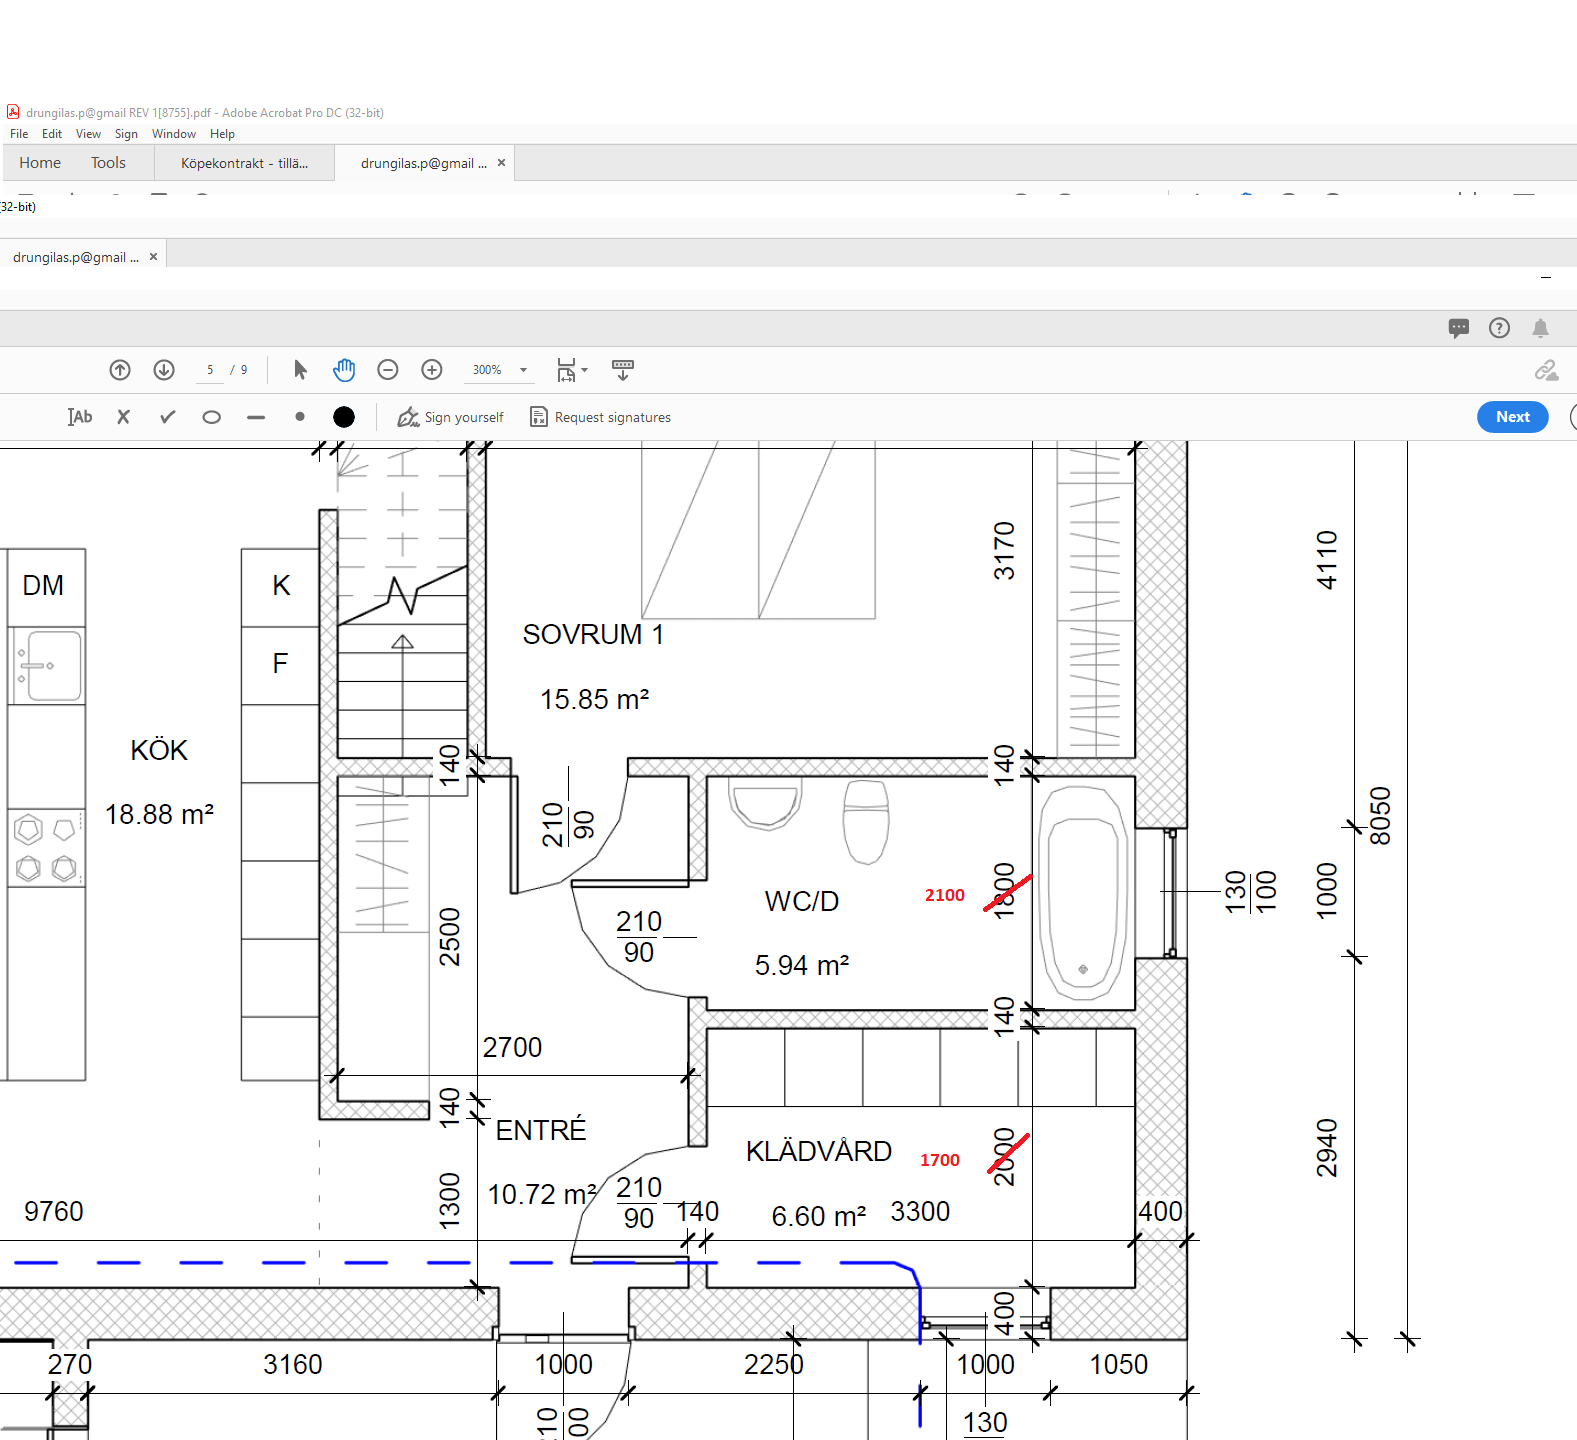 drungilas.p@gmail REV 1[8755].pdf - Adobe Acrobat Pro DC (32-bit)
File Edit View Sign Window Help
Home Tools Köpekontrakt - tillä... drungilas.p@gmail ... ×
32-bit)
drungilas.p@gmail ... ×
5 / 9 300%
Ab Sign yourself Request signatures Next
DM
K
F
KÖK
18.88 m²
SOVRUM 1
15.85 m²
3170
4110
8050
140
140
210
90
WC/D
5.94 m²
2100
1800
210
90
2500
130
100
1000
140
2700
140
ENTRÉ
10.72 m²
1300
KLÄDVÅRD
6.60 m²
1700
2000
2940
210
90
140
3300
400
9760
400
270
3160
1000
2250
1000
1050
130